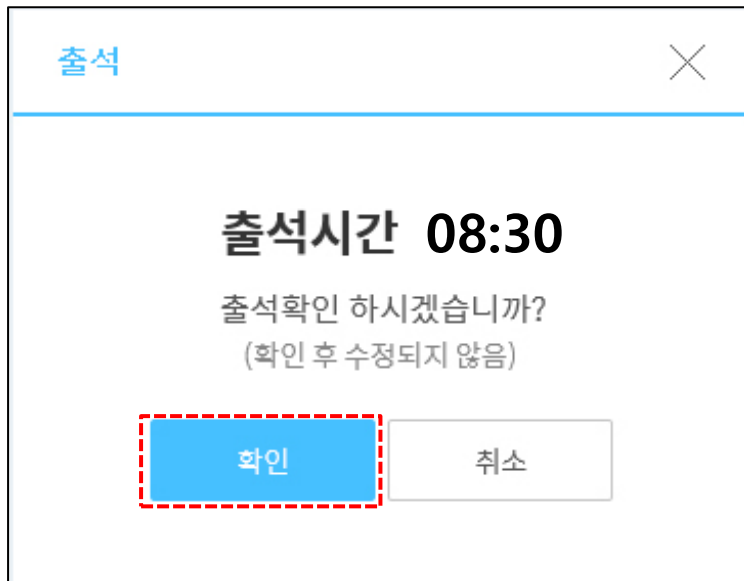 출석
출석시간 08:30
출석확인 하시겠습니까?
(확인 후 수정되지 않음)
확인 취소